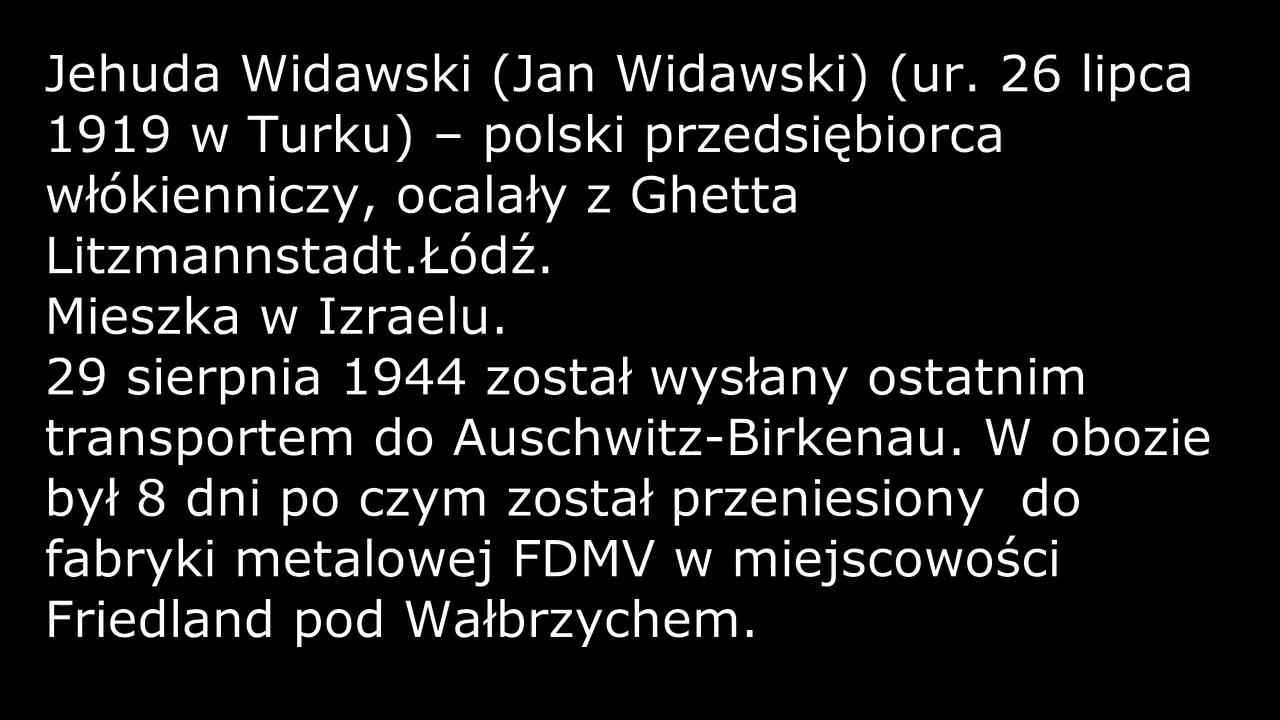 Jehuda Widawski (Jan Widawski) (ur. 26 lipca
1919 w Turku) – polski przedsiębiorca
włókienniczy, ocalały z Ghetta
Litzmannstadt.Łódź.
Mieszka w Izraelu.
29 sierpnia 1944 został wysłany ostatnim
transportem do Auschwitz-Birkenau. W obozie
był 8 dni po czym został przeniesiony  do
fabryki metalowej FDMV w miejscowości
Friedland pod Wałbrzychem.